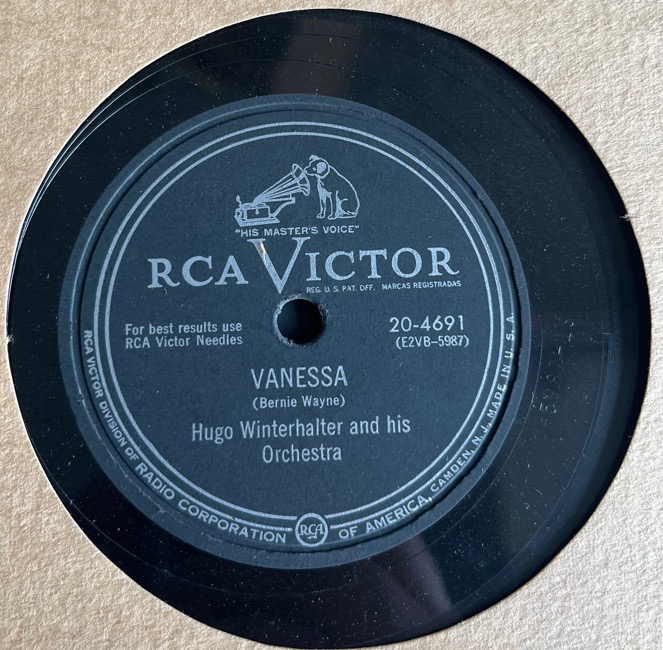 "HIS MASTER'S VOICE"
RCA VICTOR
REG. U. S. PAT. OFF. MARCAS REGISTRADAS
For best results use
RCA Victor Needles
20-4691
(E2VB-5987)
VANESSA
(Bernie Wayne)
Hugo Winterhalter and his
Orchestra
RCA VICTOR DIVISION OF RADIO CORPORATION OF AMERICA, CAMDEN, N. J., MADE IN U. S. A.
RCA